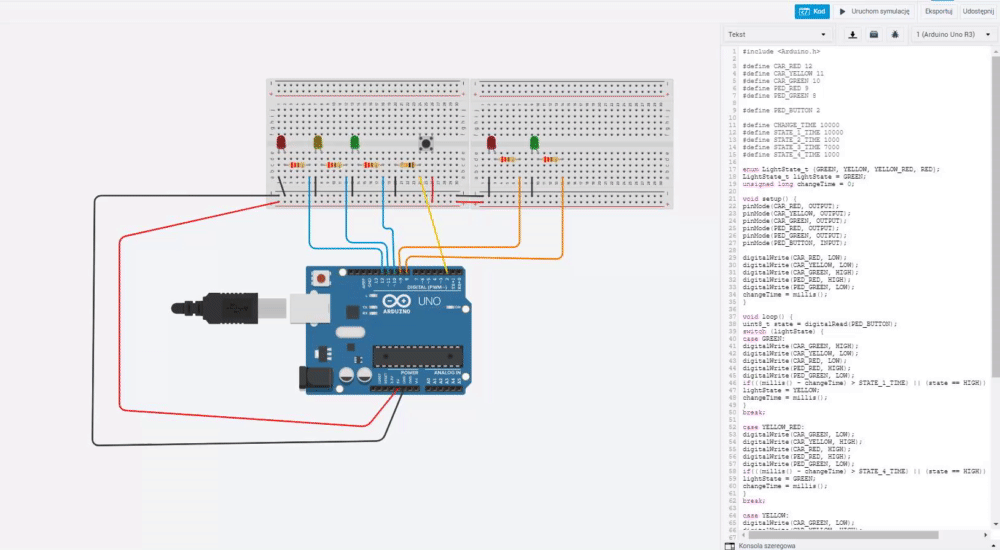 Kod
Uruchom symulację
Eksportuj
Udostępnij
Tekst
1 (Arduino Uno R3)
DIGITAL (PWM~)
UNO
ARDUINO
POWER
ANALOG IN
1 #include <Arduino.h>
2
3 #define CAR_RED 12
4 #define CAR_YELLOW 11
5 #define CAR_GREEN 10
6 #define PED_RED 9
7 #define PED_GREEN 8
8
9 #define PED_BUTTON 2
10
11 #define CHANGE_TIME 10000
12 #define STATE_1_TIME 10000
13 #define STATE_2_TIME 1000
14 #define STATE_3_TIME 7000
15 #define STATE_4_TIME 1000
16
17 enum LightState_t {GREEN, YELLOW, YELLOW_RED, RED};
18 LightState_t lightState = GREEN;
19 unsigned long changeTime = 0;
20
21 void setup() {
22 pinMode(CAR_RED, OUTPUT);
23 pinMode(CAR_YELLOW, OUTPUT);
24 pinMode(CAR_GREEN, OUTPUT);
25 pinMode(PED_RED, OUTPUT);
26 pinMode(PED_GREEN, OUTPUT);
27 pinMode(PED_BUTTON, INPUT);
28
29 digitalWrite(CAR_RED, LOW);
30 digitalWrite(CAR_YELLOW, LOW);
31 digitalWrite(CAR_GREEN, HIGH);
32 digitalWrite(PED_RED, HIGH);
33 digitalWrite(PED_GREEN, LOW);
34 changeTime = millis();
35 }
36
37 void loop() {
38 uint8_t state = digitalRead(PED_BUTTON);
39 switch (lightState) {
40 case GREEN:
41 digitalWrite(CAR_GREEN, HIGH);
42 digitalWrite(CAR_YELLOW, LOW);
43 digitalWrite(CAR_RED, LOW);
44 digitalWrite(PED_RED, HIGH);
45 digitalWrite(PED_GREEN, LOW);
46 if(((millis() - changeTime) > STATE_1_TIME) || (state == HIGH))
47 lightState = YELLOW;
48 changeTime = millis();
49 }
50 break;
51
52 case YELLOW_RED:
53 digitalWrite(CAR_GREEN, LOW);
54 digitalWrite(CAR_YELLOW, HIGH);
55 digitalWrite(CAR_RED, HIGH);
56 digitalWrite(PED_RED, HIGH);
57 digitalWrite(PED_GREEN, LOW);
58 if(((millis() - changeTime) > STATE_4_TIME) || (state == HIGH))
59 lightState = GREEN;
60 changeTime = millis();
61 }
62 break;
63
64 case YELLOW:
65 digitalWrite(CAR_GREEN, LOW);
66 digitalWrite(CAR_YELLOW, HIGH);
67
Konsola szeregowa